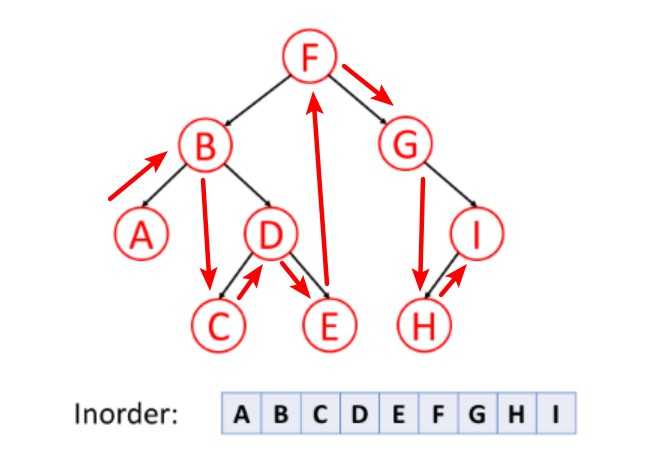 F
B G
A D I
C E H
Inorder: A B C D E F G H I